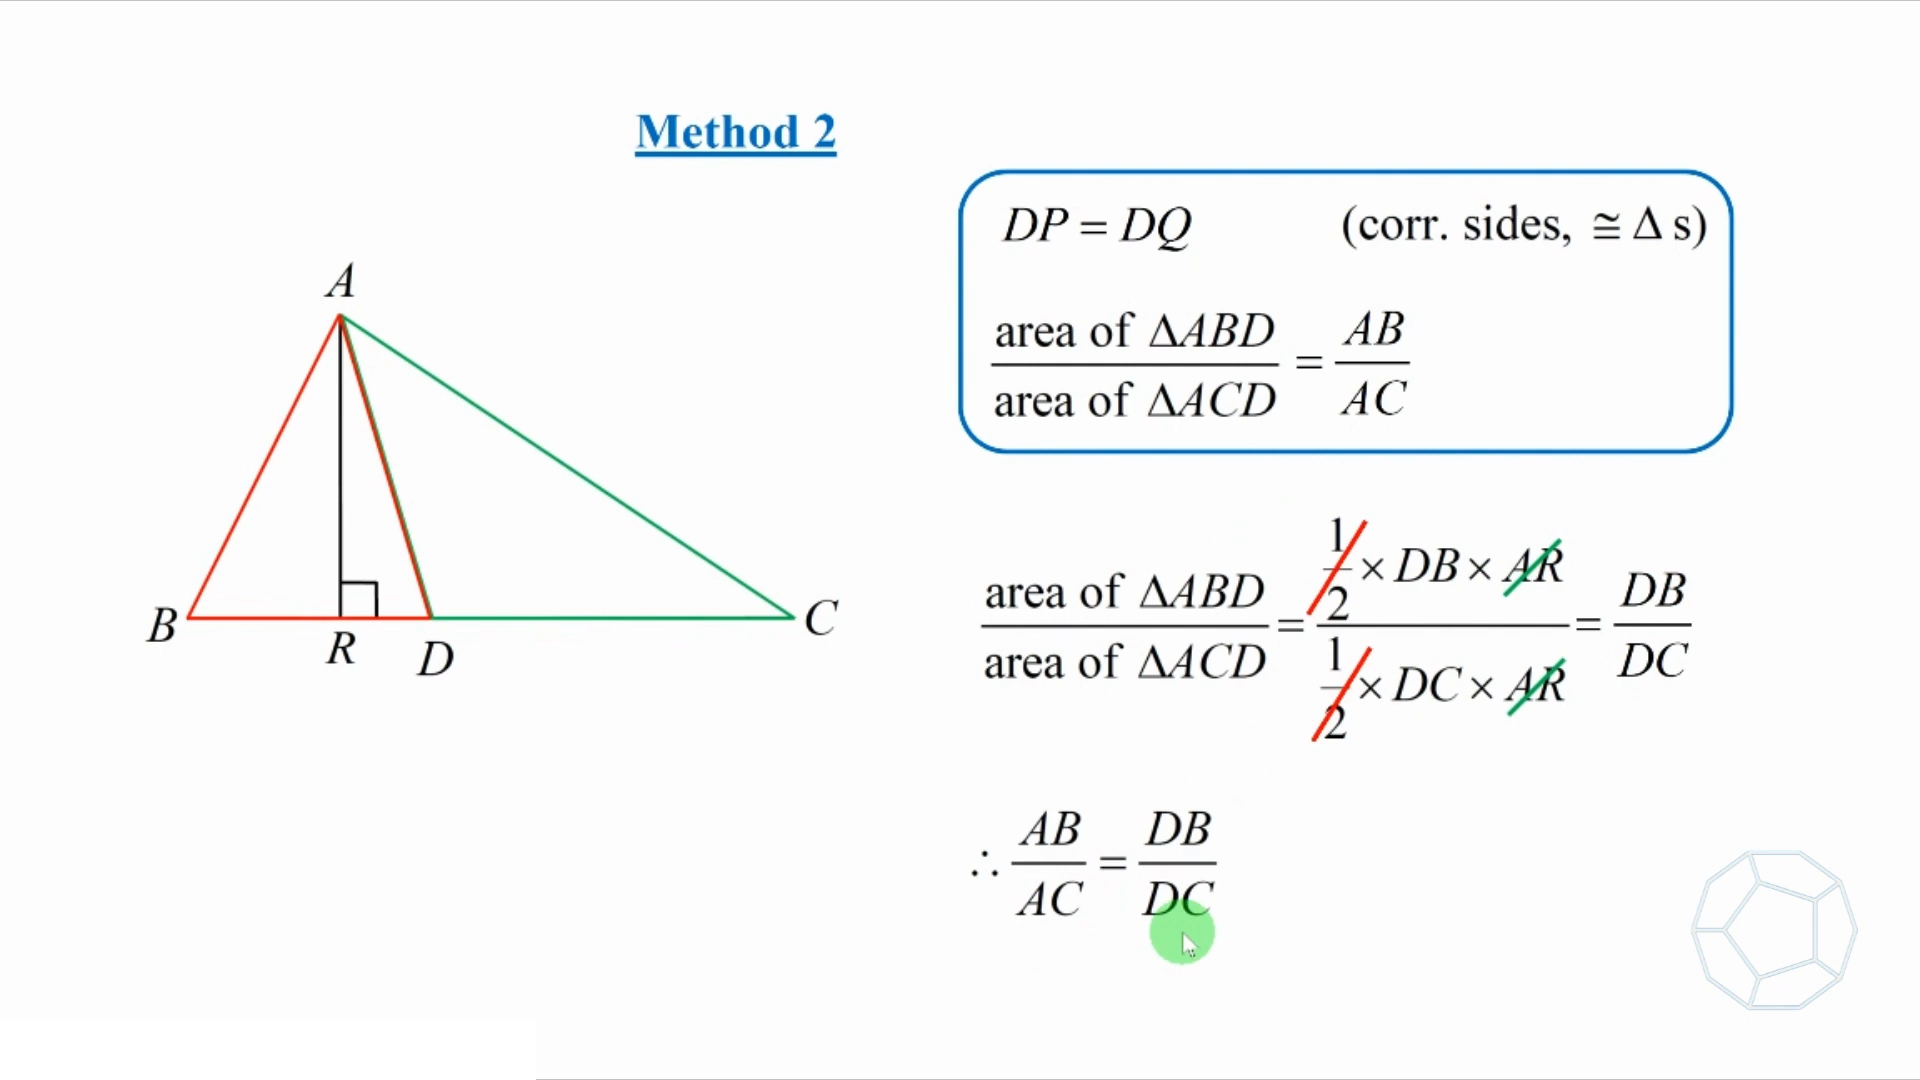 Method 2
DP = DQ (corr. sides, ≅ Δ s)
area of ΔABD / area of ΔACD = AB / AC
A
B
R
D
C
area of ΔABD / area of ΔACD = 1/2 × DB × AR / 1/2 × DC × AR = DB / DC
∴ AB / AC = DB / DC